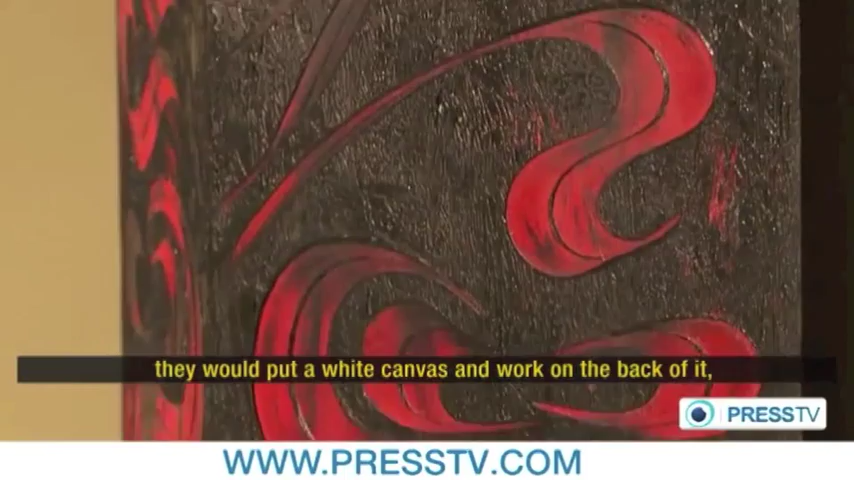 they would put a white canvas and work on the back of it,
PRESSTV
WWW.PRESSTV.COM